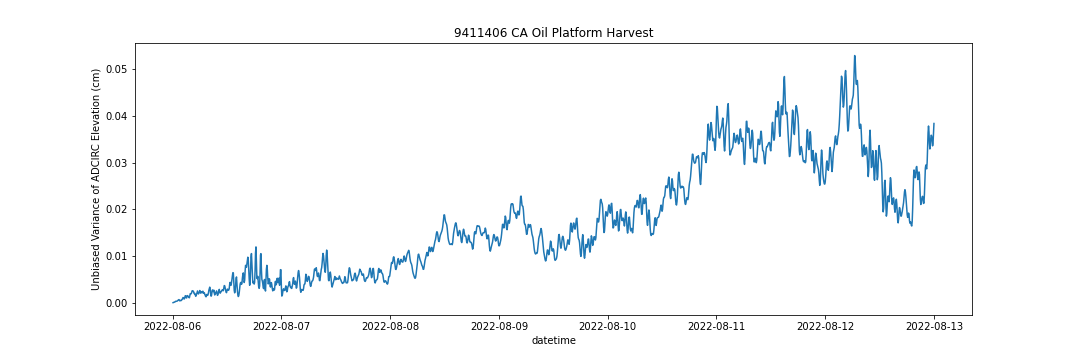 9411406 CA Oil Platform Harvest
Unbiased Variance of ADCIRC Elevation (cm)
0.05
0.04
0.03
0.02
0.01
0.00
2022-08-06 2022-08-07 2022-08-08 2022-08-09 2022-08-10 2022-08-11 2022-08-12 2022-08-13
datetime